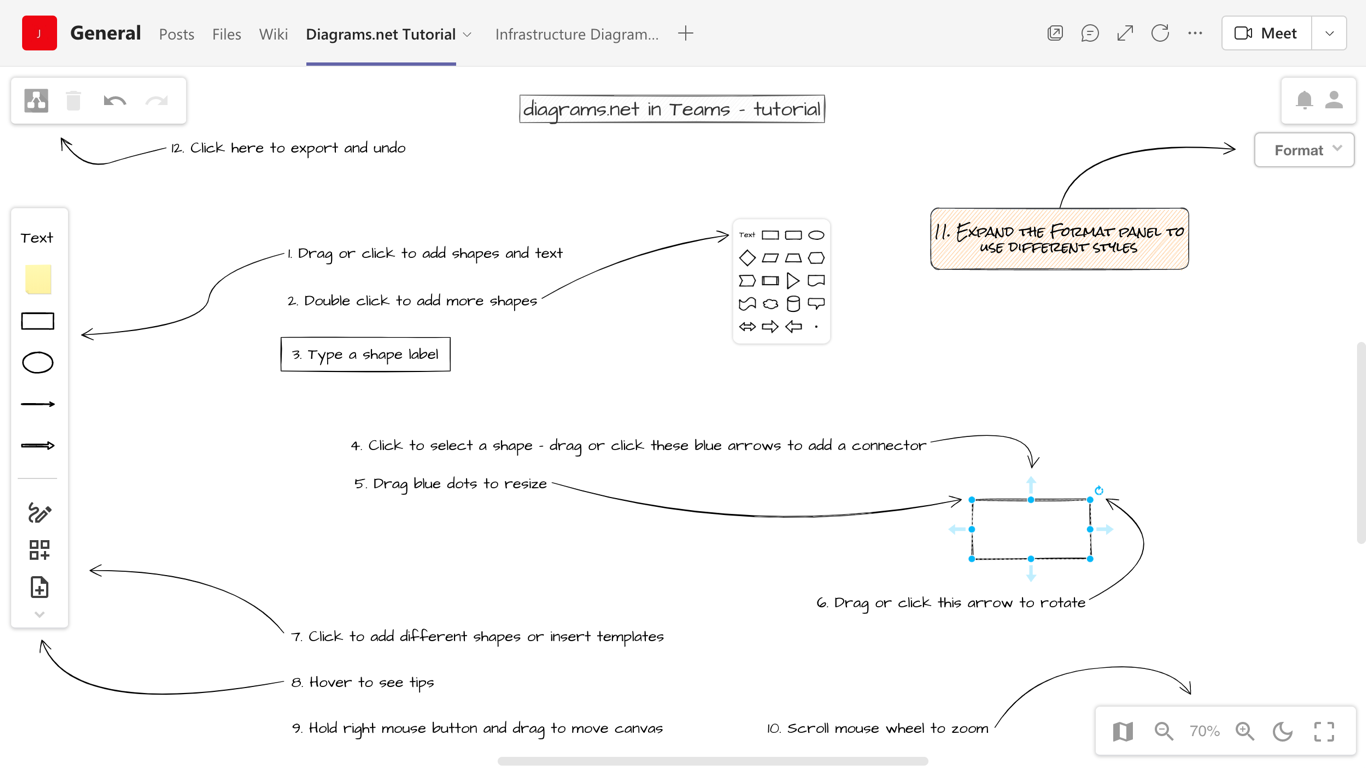 J General Posts Files Wiki Diagrams.net Tutorial Infrastructure Diagram... Meet
diagrams.net in Teams - tutorial
12. Click here to export and undo
Format
Text
1. Drag or click to add shapes and text
2. Double click to add more shapes
3. Type a shape label
Text
11. Expand the Format panel to
use different styles
4. Click to select a shape - drag or click these blue arrows to add a connector
5. Drag blue dots to resize
6. Drag or click this arrow to rotate
7. Click to add different shapes or insert templates
8. Hover to see tips
9. Hold right mouse button and drag to move canvas
10. Scroll mouse wheel to zoom
70%